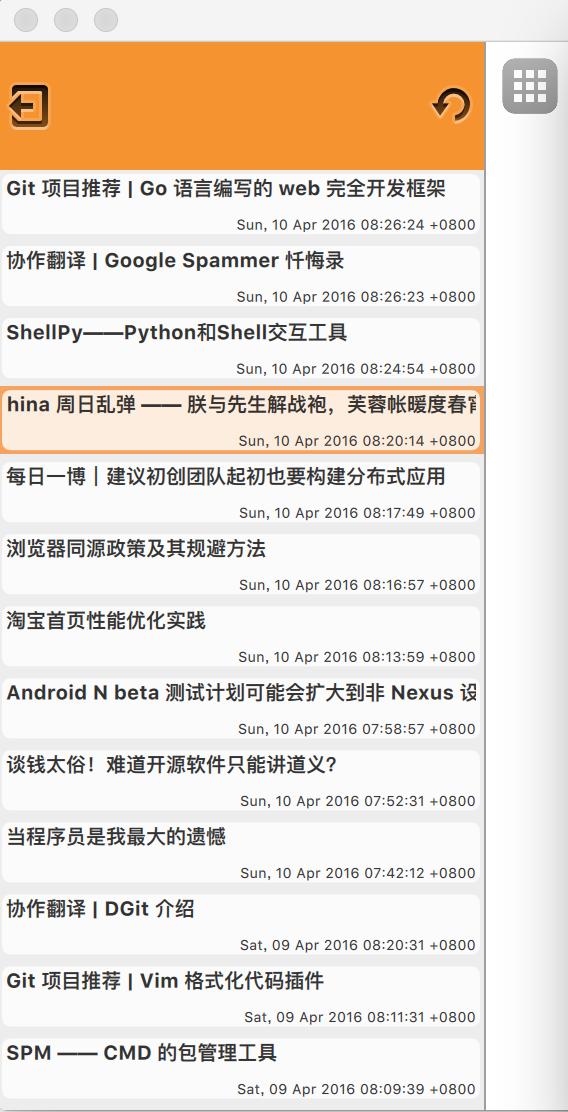 Git 项目推荐 | Go 语言编写的 web 完全开发框架
Sun, 10 Apr 2016 08:26:24 +0800
协作翻译 | Google Spammer 忏悔录
Sun, 10 Apr 2016 08:26:23 +0800
ShellPy——Python和Shell交互工具
Sun, 10 Apr 2016 08:24:54 +0800
hina 周日乱弹 —— 朕与先生解战袍，芙蓉帐暖度春宵
Sun, 10 Apr 2016 08:20:14 +0800
每日一博｜建议初创团队起初也要构建分布式应用
Sun, 10 Apr 2016 08:17:49 +0800
浏览器同源政策及其规避方法
Sun, 10 Apr 2016 08:16:57 +0800
淘宝首页性能优化实践
Sun, 10 Apr 2016 08:13:59 +0800
Android N beta 测试计划可能会扩大到非 Nexus 设
Sun, 10 Apr 2016 07:58:57 +0800
谈钱太俗！难道开源软件只能讲道义？
Sun, 10 Apr 2016 07:52:31 +0800
当程序员是我最大的遗憾
Sun, 10 Apr 2016 07:42:12 +0800
协作翻译 | DGit 介绍
Sat, 09 Apr 2016 08:20:31 +0800
Git 项目推荐 | Vim 格式化代码插件
Sat, 09 Apr 2016 08:11:31 +0800
SPM —— CMD 的包管理工具
Sat, 09 Apr 2016 08:09:39 +0800